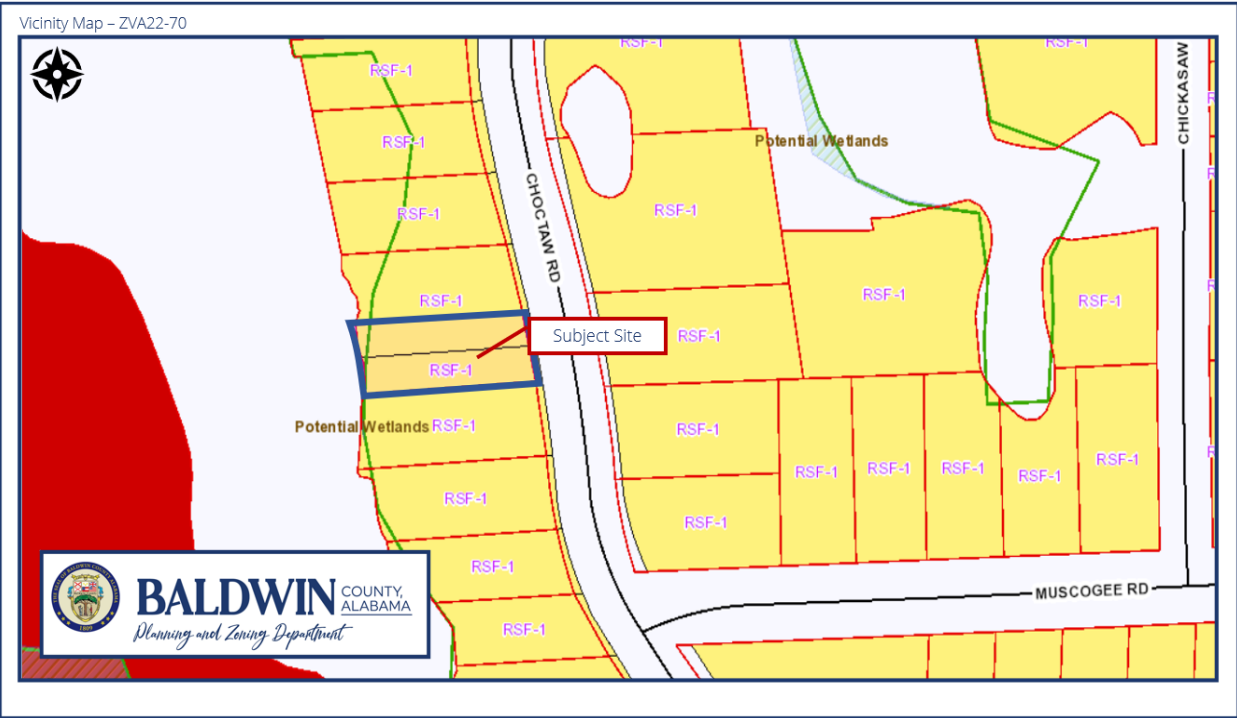 Vicinity Map – ZVA22-70
RSF-1
RSF-1
RSF-1
CHICKASAW
RSF-1
Potential Wetlands
RSF-1
RSF-1
CHOCTAW RD
RSF-1
RSF-1
RSF-1
Subject Site
RSF-1
RSF-1
Potential Wetlands
RSF-1
RSF-1
RSF-1
RSF-1
RSF-1
RSF-1
RSF-1
RSF-1
RSF-1
RSF-1
RSF-1
MUSCOGEE RD
RSF-1
BALDWIN
COUNTY,
ALABAMA
Planning and Zoning Department